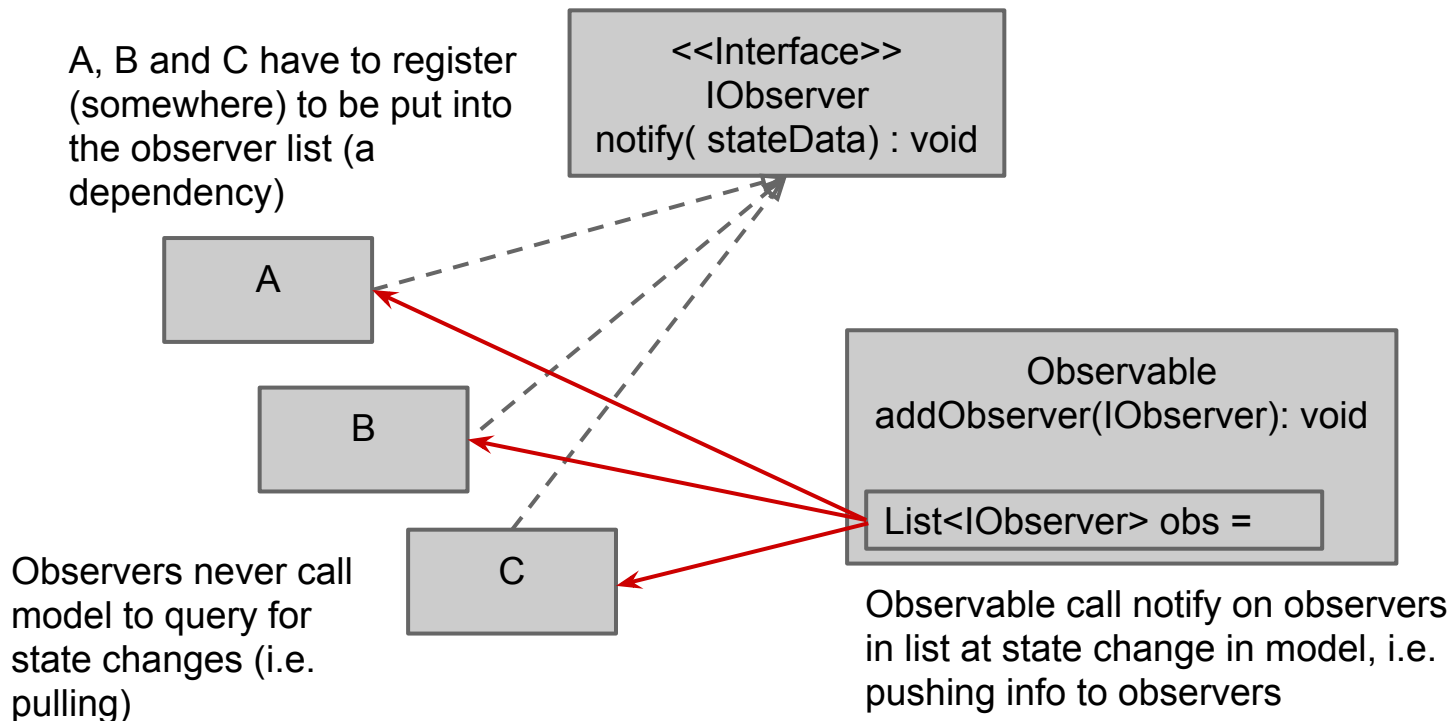 A, B and C have to register
(somewhere) to be put into
the observer list (a
dependency)
<<Interface>>
IObserver
notify( stateData) : void
A
B
C
Observable
addObserver(IObserver): void
List<IObserver> obs =
Observers never call
model to query for
state changes (i.e.
pulling)
Observable call notify on observers
in list at state change in model, i.e.
pushing info to observers